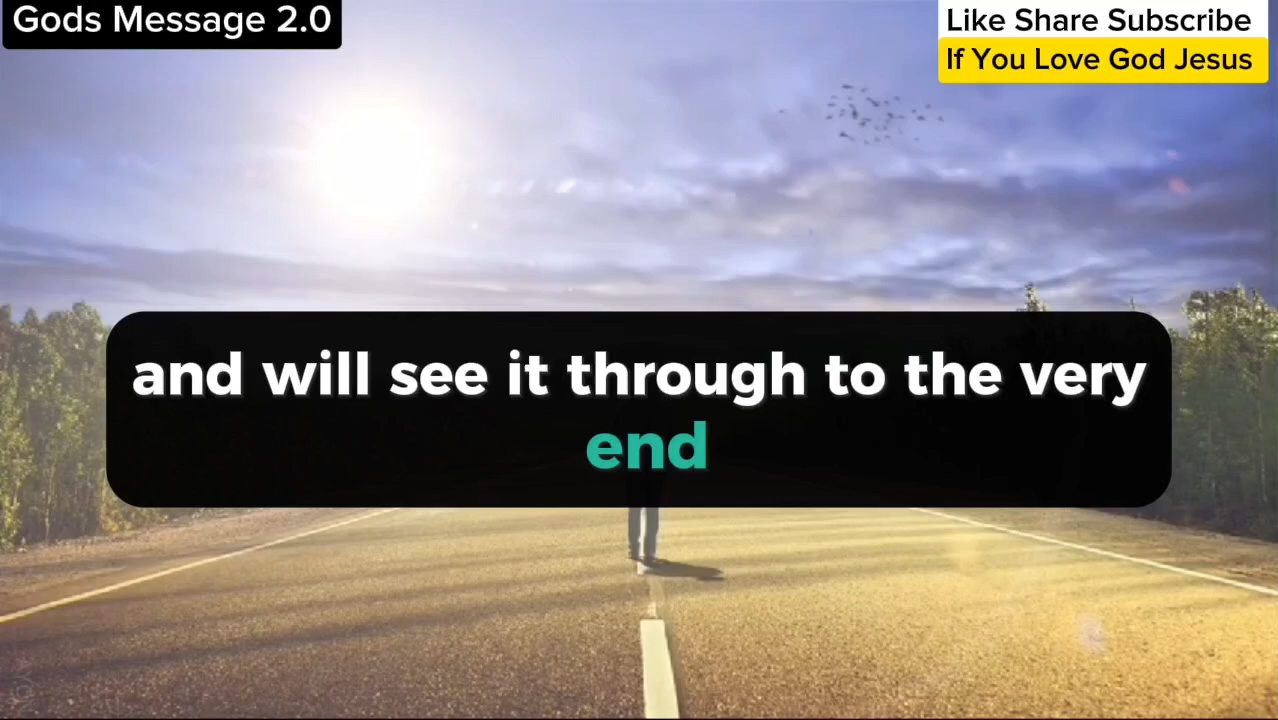 Gods Message 2.0
Like Share Subscribe
If You Love God Jesus
and will see it through to the very
end